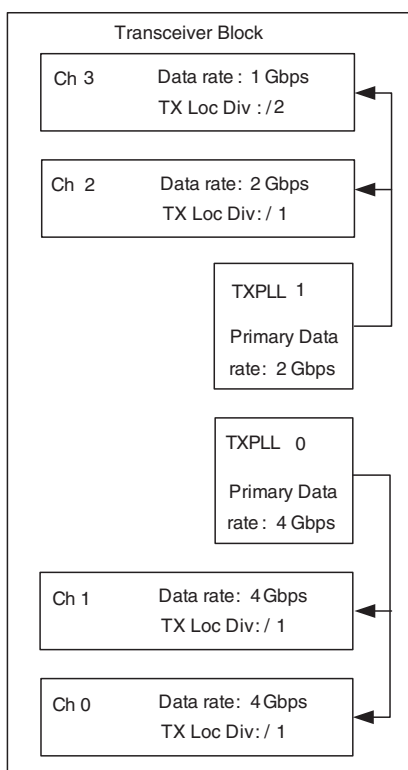 Transceiver Block
Ch 3 Data rate: 1 Gbps
TX Loc Div : /2
Ch 2 Data rate: 2 Gbps
TX Loc Div: / 1
TXPLL 1
Primary Data
rate: 2 Gbps
TXPLL 0
Primary Data
rate: 4 Gbps
Ch 1 Data rate: 4 Gbps
TX Loc Div: / 1
Ch 0 Data rate: 4 Gbps
TX Loc Div: / 1